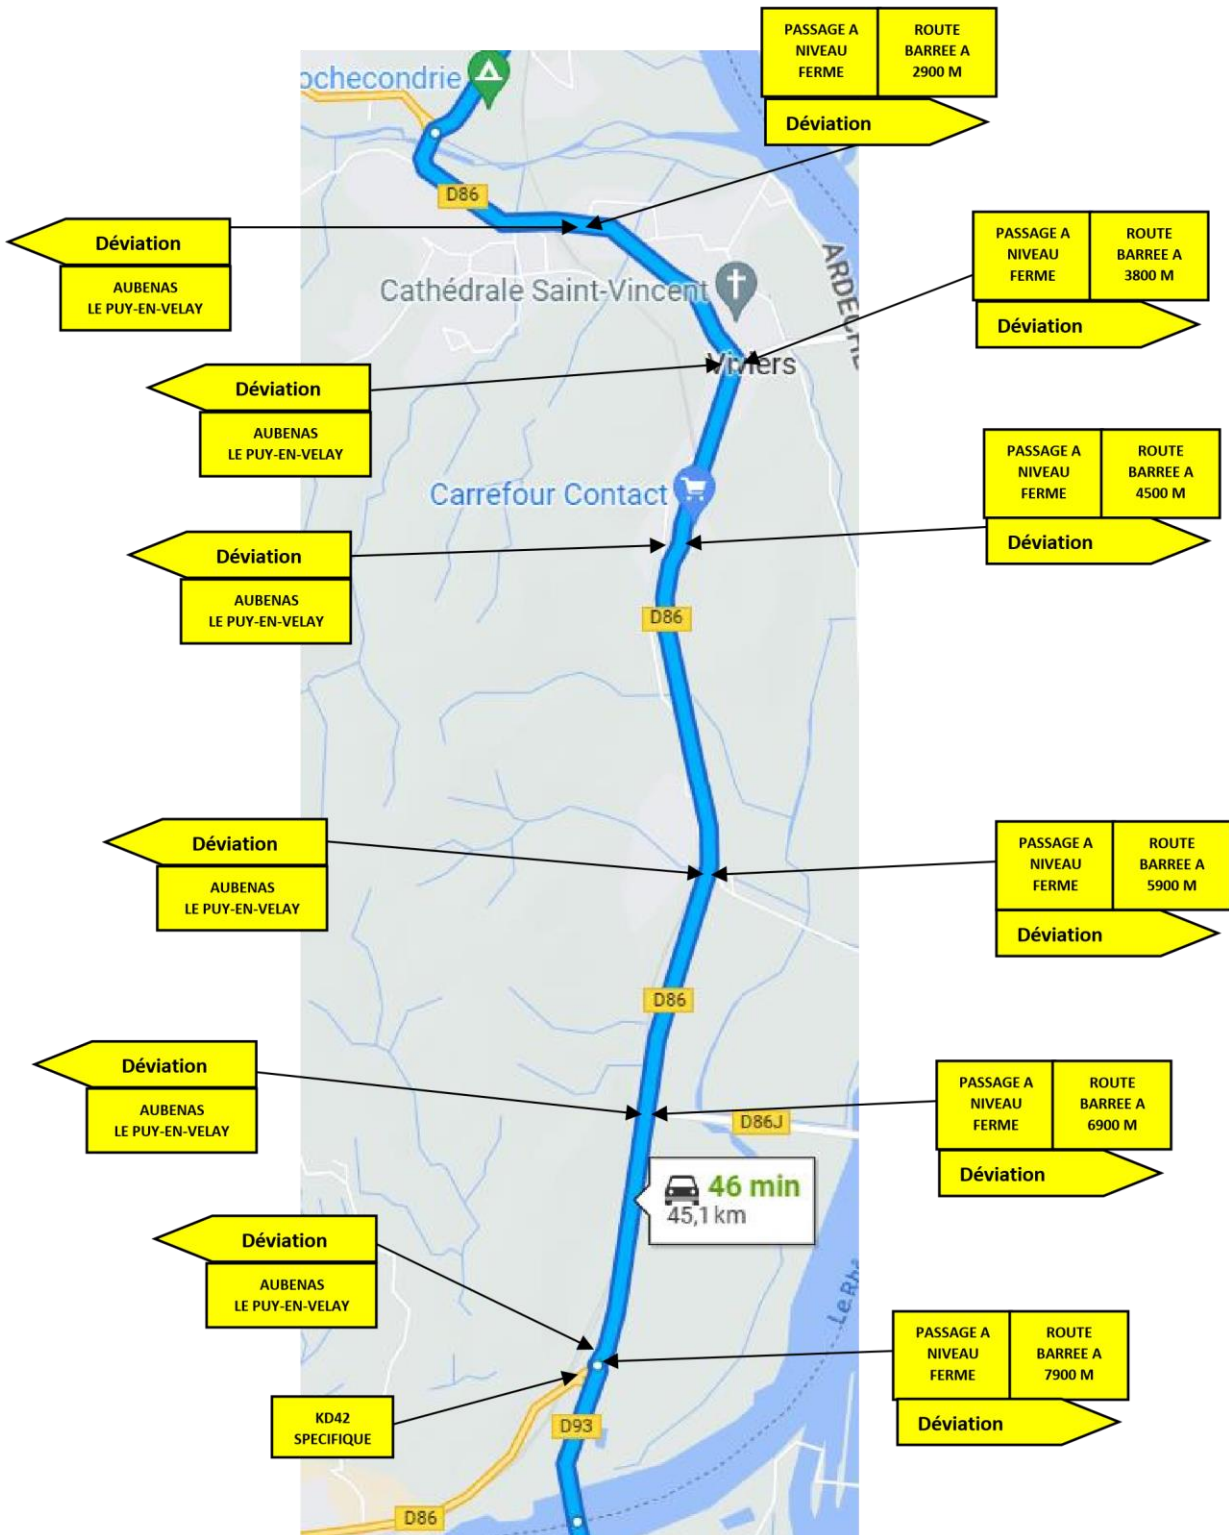 PASSAGE A
NIVEAU
FERME
ROUTE
BARREE A
2900 M
Déviation
ochecondrie
D86
Déviation
AUBENAS
LE PUY-EN-VELAY
PASSAGE A
NIVEAU
FERME
ROUTE
BARREE A
3800 M
Déviation
ARDECHE
Cathédrale Saint-Vincent
Viviers
Déviation
AUBENAS
LE PUY-EN-VELAY
PASSAGE A
NIVEAU
FERME
ROUTE
BARREE A
4500 M
Déviation
Carrefour Contact
Déviation
AUBENAS
LE PUY-EN-VELAY
D86
Déviation
AUBENAS
LE PUY-EN-VELAY
PASSAGE A
NIVEAU
FERME
ROUTE
BARREE A
5900 M
Déviation
D86
Déviation
AUBENAS
LE PUY-EN-VELAY
PASSAGE A
NIVEAU
FERME
ROUTE
BARREE A
6900 M
Déviation
D86J
46 min
45,1 km
Déviation
AUBENAS
LE PUY-EN-VELAY
Le Rh
PASSAGE A
NIVEAU
FERME
ROUTE
BARREE A
7900 M
Déviation
KD42
SPECIFIQUE
D93
D86